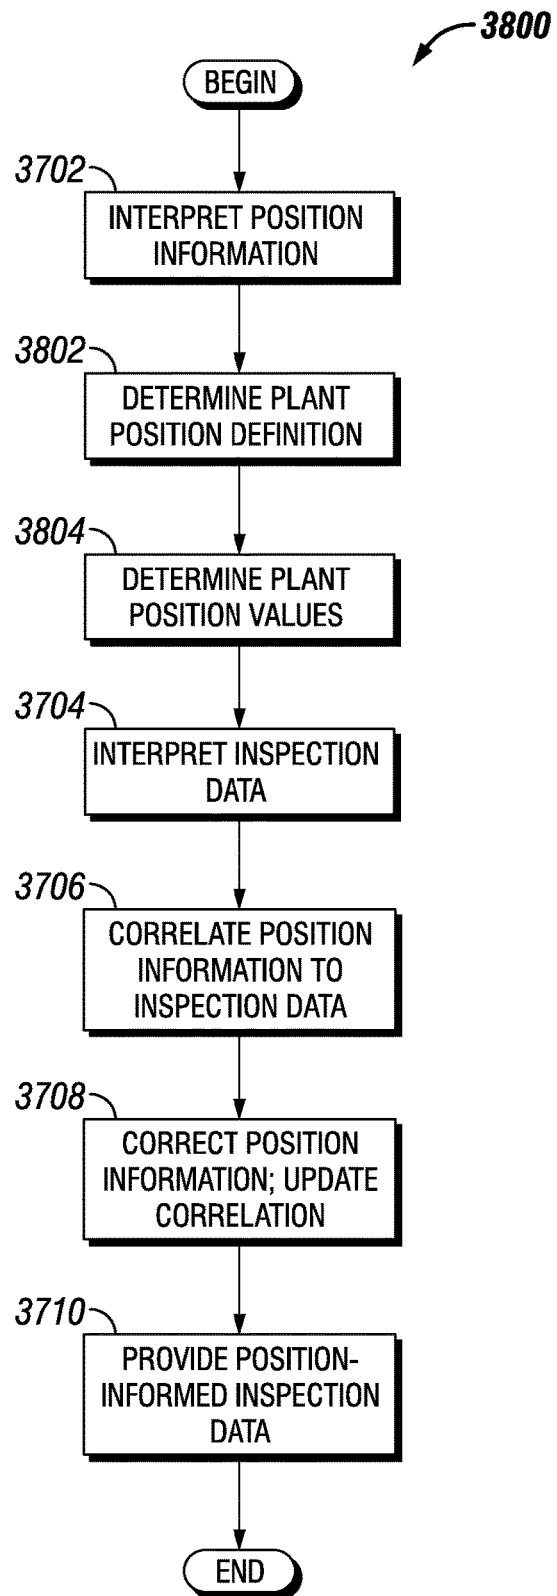 3800
BEGIN
3702
INTERPRET POSITION
INFORMATION
3802
DETERMINE PLANT
POSITION DEFINITION
3804
DETERMINE PLANT
POSITION VALUES
3704
INTERPRET INSPECTION
DATA
3706
CORRELATE POSITION
INFORMATION TO
INSPECTION DATA
3708
CORRECT POSITION
INFORMATION; UPDATE
CORRELATION
3710
PROVIDE POSITION-
INFORMED INSPECTION
DATA
END